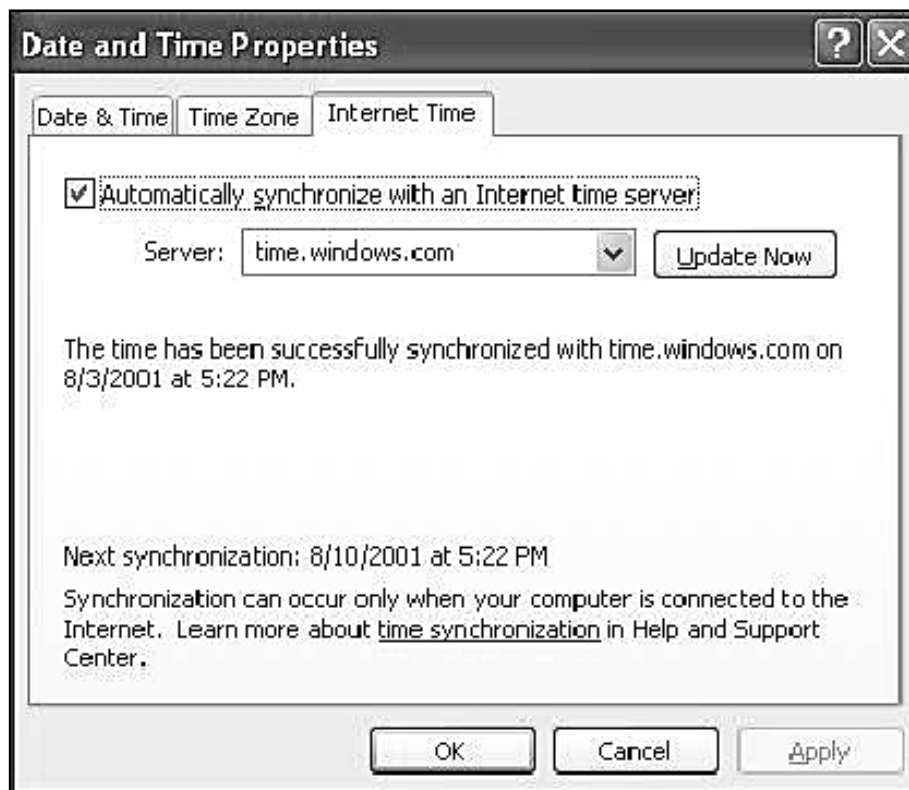 Date and Time Properties
Date & Time
Time Zone
Internet Time
Automatically synchronize with an Internet time server
Server:
time.windows.com
Update Now
The time has been successfully synchronized with time.windows.com on
8/3/2001 at 5:22 PM.
Next synchronization: 8/10/2001 at 5:22 PM
Synchronization can occur only when your computer is connected to the
Internet. Learn more about time synchronization in Help and Support
Center.
OK
Cancel
Apply